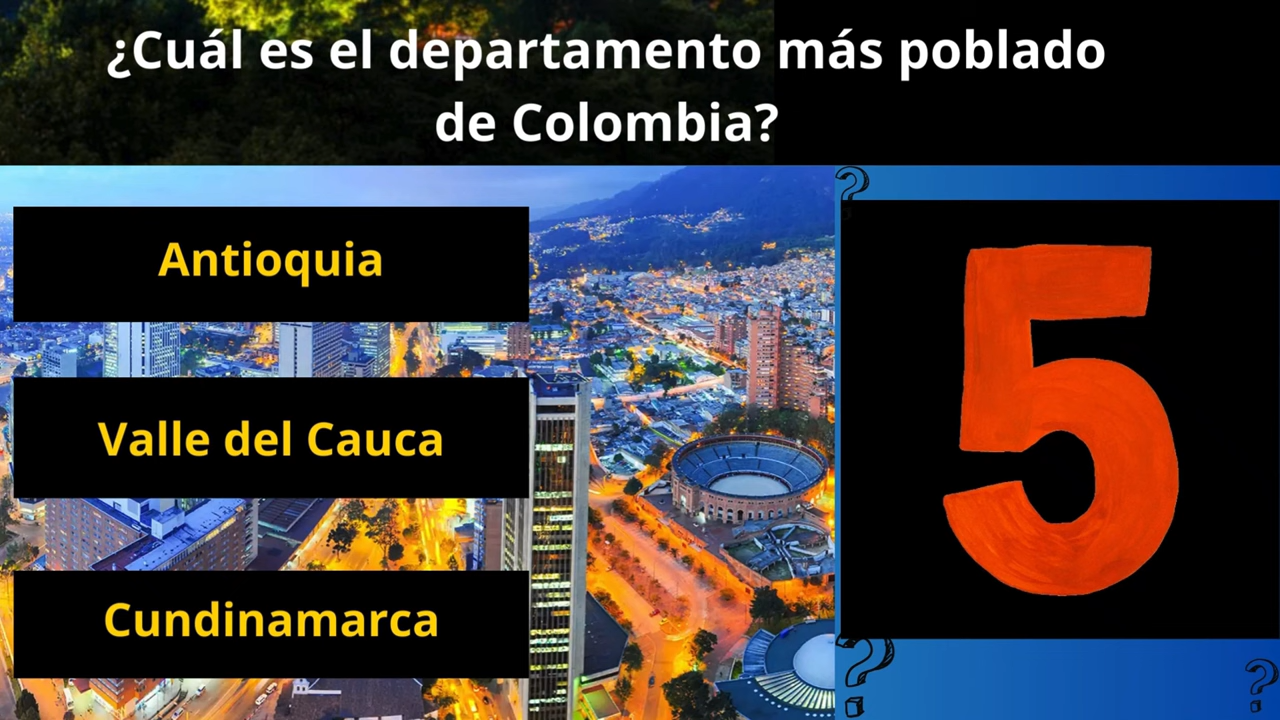 ¿Cuál es el departamento más poblado
de Colombia?
Antioquia
Valle del Cauca
Cundinamarca
5
?
?
?